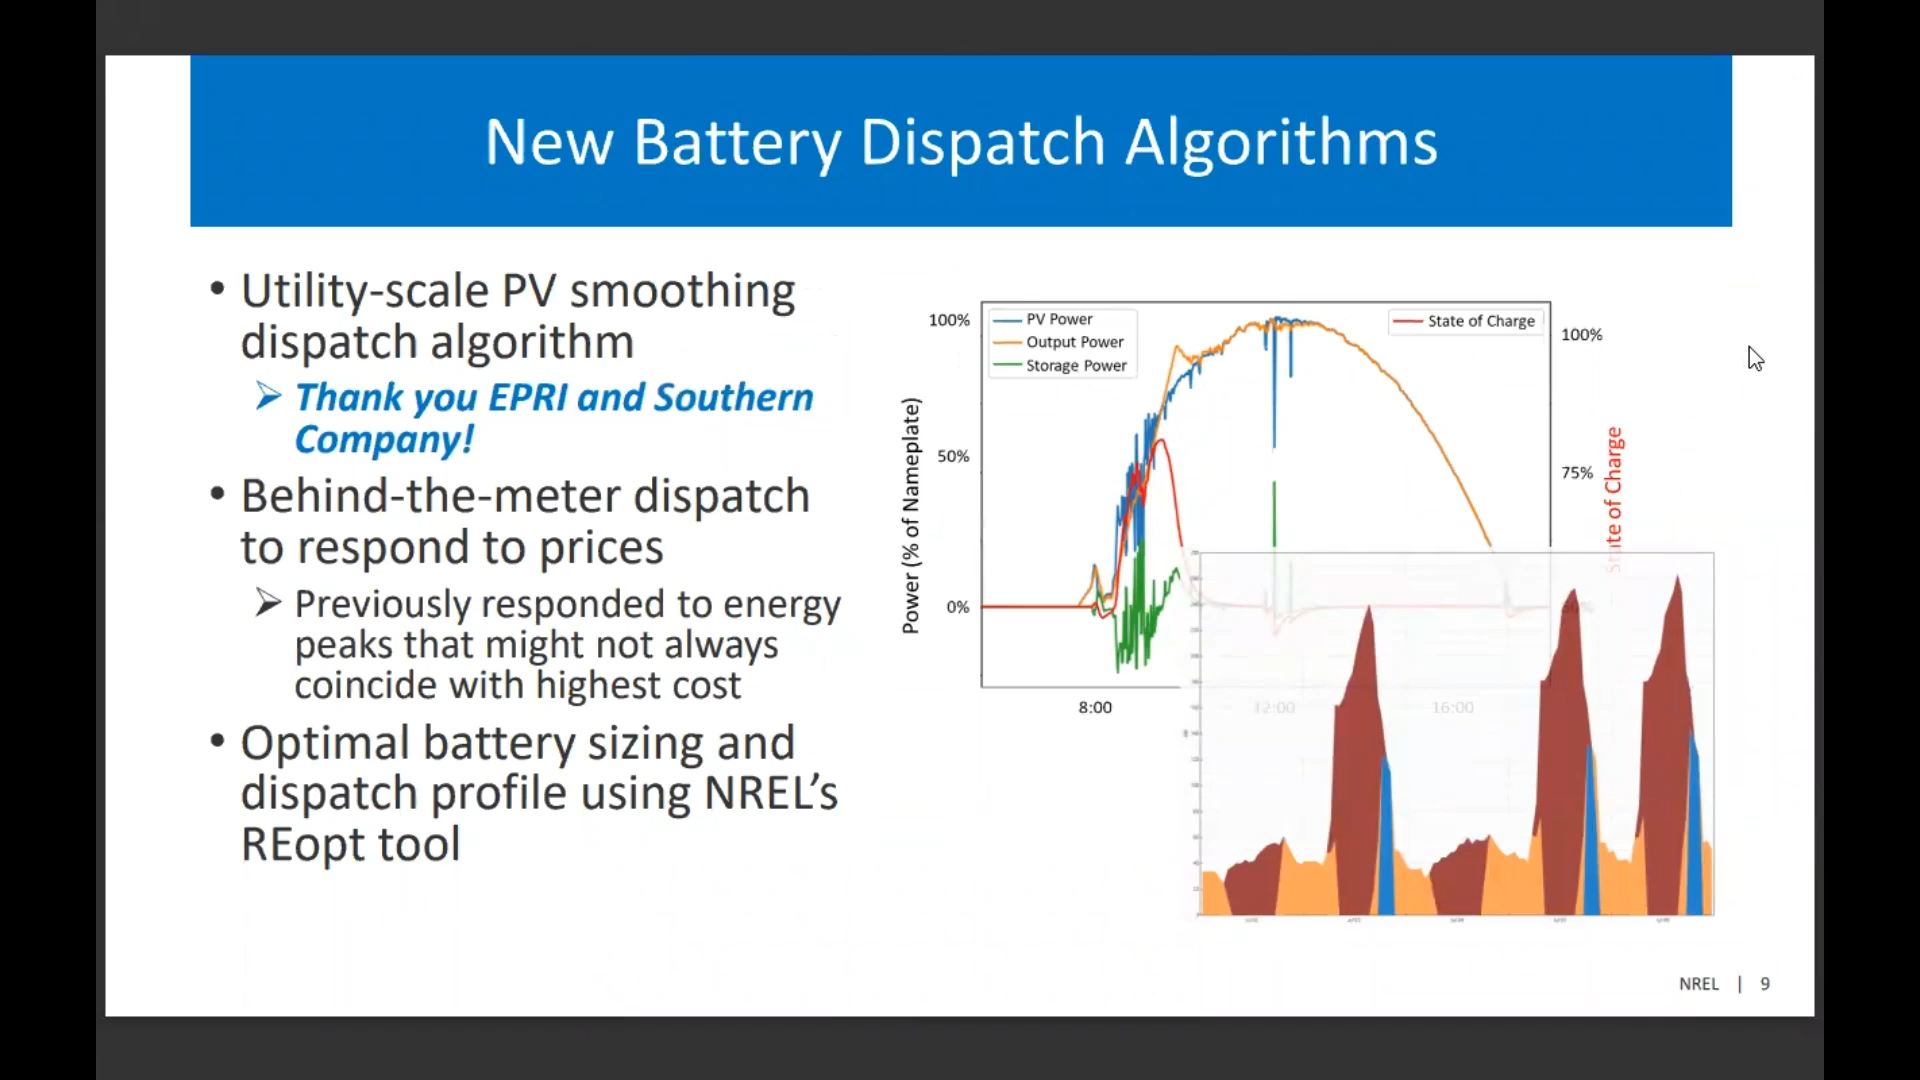 New Battery Dispatch Algorithms
• Utility-scale PV smoothing
dispatch algorithm
➢ Thank you EPRI and Southern
Company!
• Behind-the-meter dispatch
to respond to prices
➢ Previously responded to energy
peaks that might not always
coincide with highest cost
• Optimal battery sizing and
dispatch profile using NREL’s
REopt tool
PV Power
Output Power
Storage Power
State of Charge
100%
50%
0%
Power (% of Nameplate)
100%
75%
State of Charge
8:00
12:00
16:00
NREL | 9